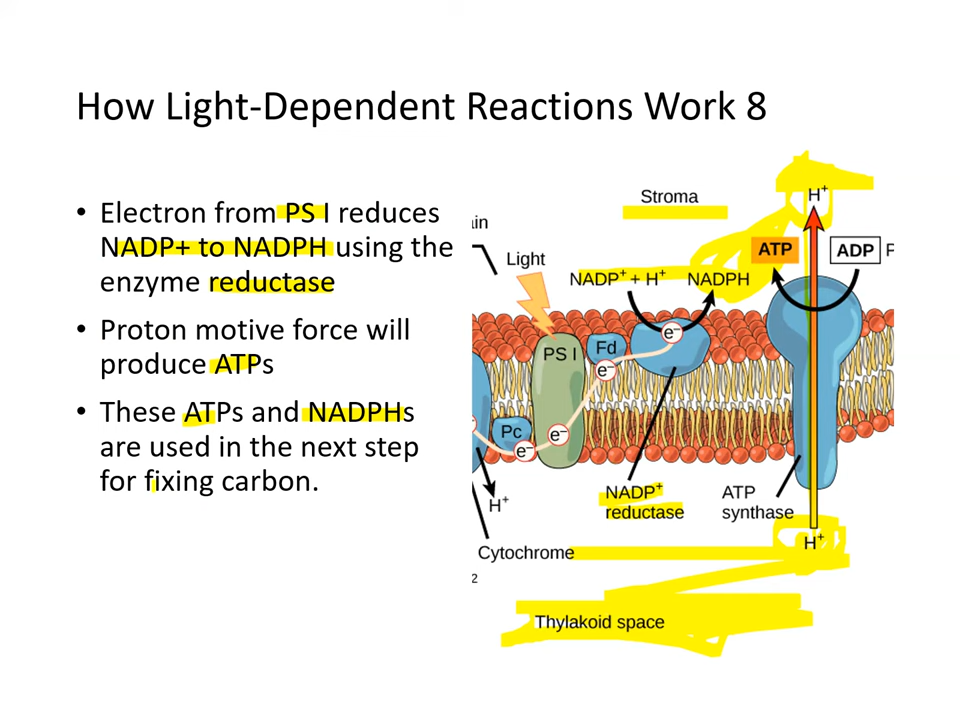 How Light-Dependent Reactions Work 8
• Electron from PS I reduces
NADP+ to NADPH using the
enzyme reductase
• Proton motive force will
produce ATPs
• These ATPs and NADPHs
are used in the next step
for fixing carbon.
Stroma
H⁺
ain
Light
ATP
ADP
P
NADP⁺ + H⁺
NADPH
e⁻
PS I
Fd
e⁻
Pc
e⁻
e⁻
H⁺
NADP⁺
reductase
ATP
synthase
Cytochrome
H⁺
2
Thylakoid space